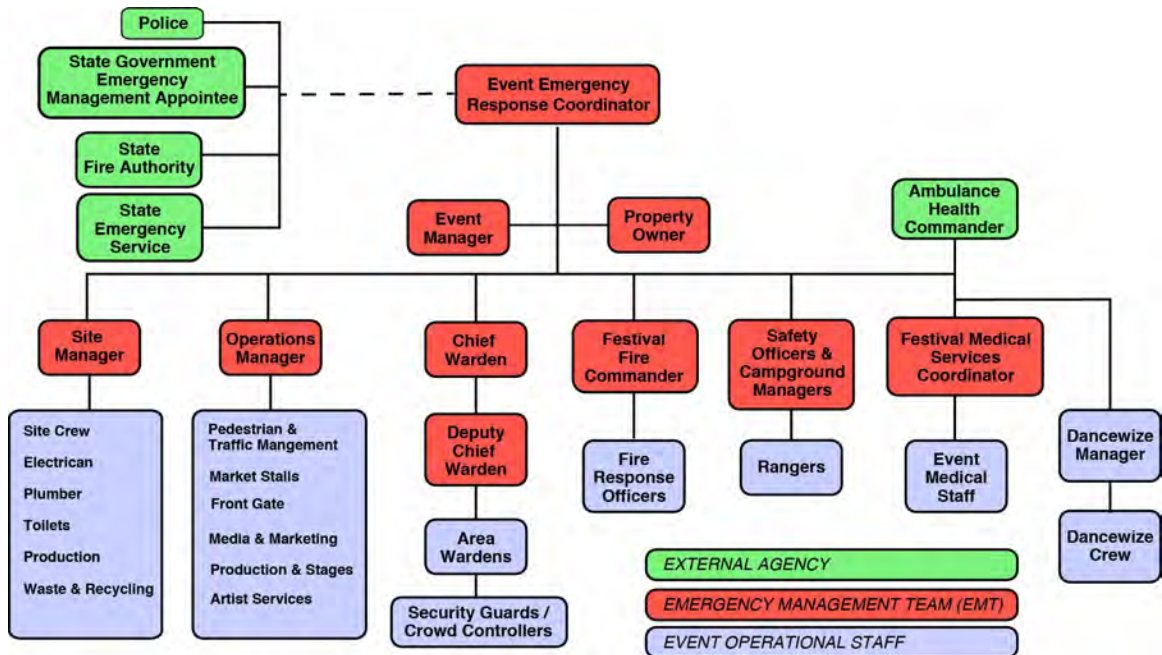 Police
State Government
Emergency
Management Appointee
State
Fire Authority
State
Emergency
Service
Event Emergency
Response Coordinator
Event
Manager
Property
Owner
Ambulance
Health
Commander
Site
Manager
Operations
Manager
Chief
Warden
Festival
Fire
Commander
Safety
Officers &
Campground
Managers
Festival Medical
Services
Coordinator
Site Crew
Electrican
Plumber
Toilets
Production
Waste & Recycling
Pedestrian &
Traffic Mangement
Market Stalls
Front Gate
Media & Marketing
Production & Stages
Artist Services
Deputy
Chief
Warden
Area
Wardens
Security Guards /
Crowd Controllers
Fire
Response
Officers
Rangers
Event
Medical
Staff
Dancewize
Manager
Dancewize
Crew
EXTERNAL AGENCY
EMERGENCY MANAGEMENT TEAM (EMT)
EVENT OPERATIONAL STAFF